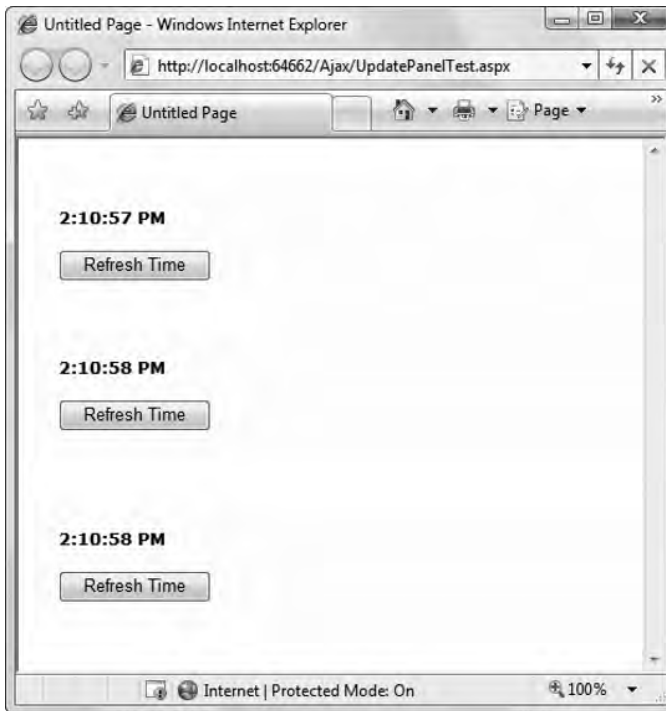 Untitled Page - Windows Internet Explorer
http://localhost:64662/Ajax/UpdatePanelTest.aspx
Untitled Page
Page
2:10:57 PM
Refresh Time
2:10:58 PM
Refresh Time
2:10:58 PM
Refresh Time
Internet | Protected Mode: On
100%